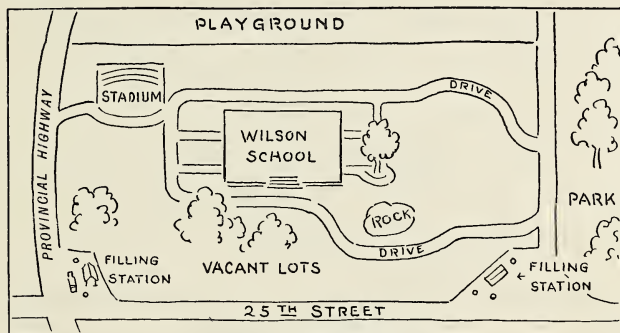 PLAYGROUND
STADIUM
DRIVE
PROVINCIAL HIGHWAY
WILSON
SCHOOL
PARK
ROCK
DRIVE
FILLING
STATION
VACANT LOTS
FILLING
STATION
25TH STREET